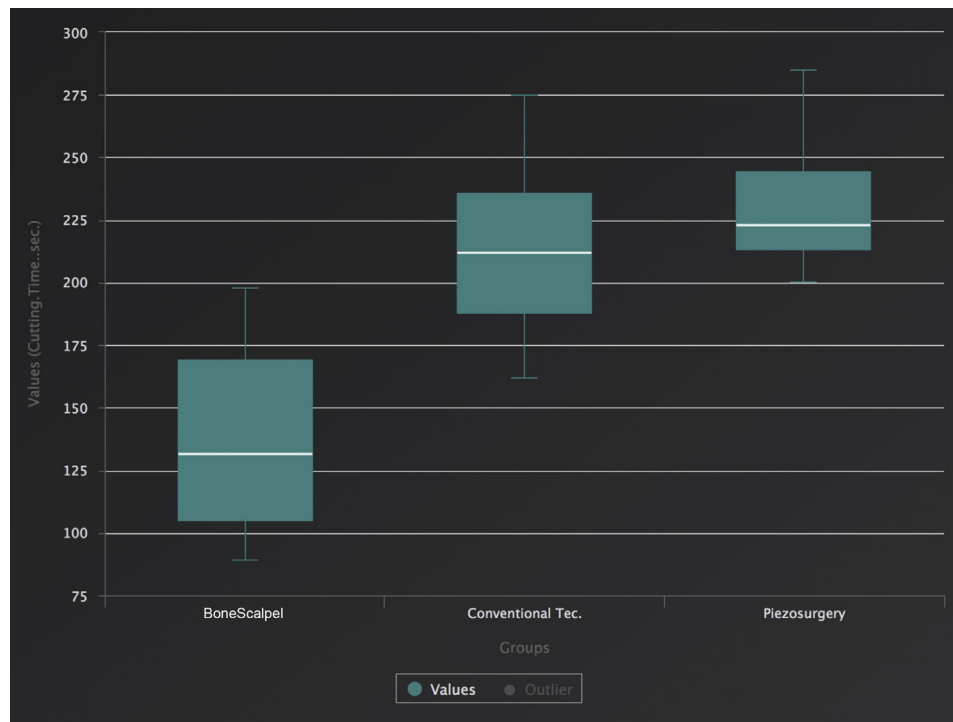 300
275
250
225
200
175
150
125
100
75
Values (Cutting.Time..sec.)
BoneScalpel
Conventional Tec.
Piezosurgery
Groups
Values
Outlier